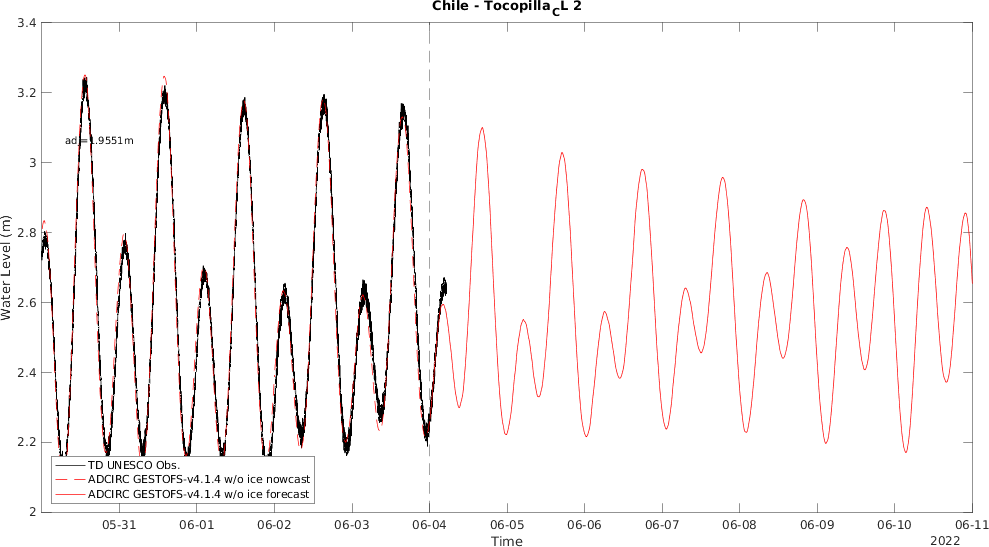 Chile - Tocopilla_CL 2
3.4
3.2
adj=1.9551m
3
2.8
Water Level (m)
2.6
2.4
2.2
TD UNESCO Obs.
ADCIRC GESTOFS-v4.1.4 w/o ice nowcast
ADCIRC GESTOFS-v4.1.4 w/o ice forecast
2
05-31 06-01 06-02 06-03 06-04 06-05 06-06 06-07 06-08 06-09 06-10 06-11
Time
2022